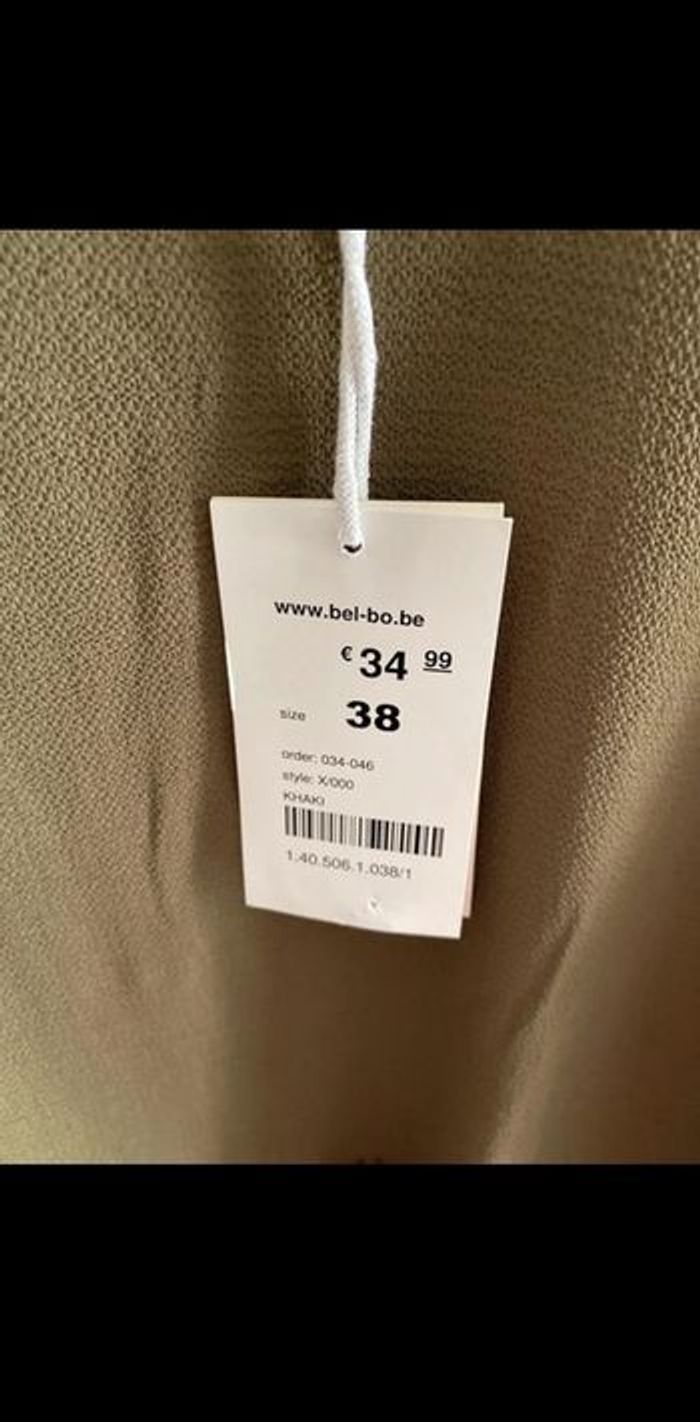 www.bel-bo.be
€ 34 99
size 38
order: 034-046
style: X/000
KHAKI
1.40.506.1.038/1